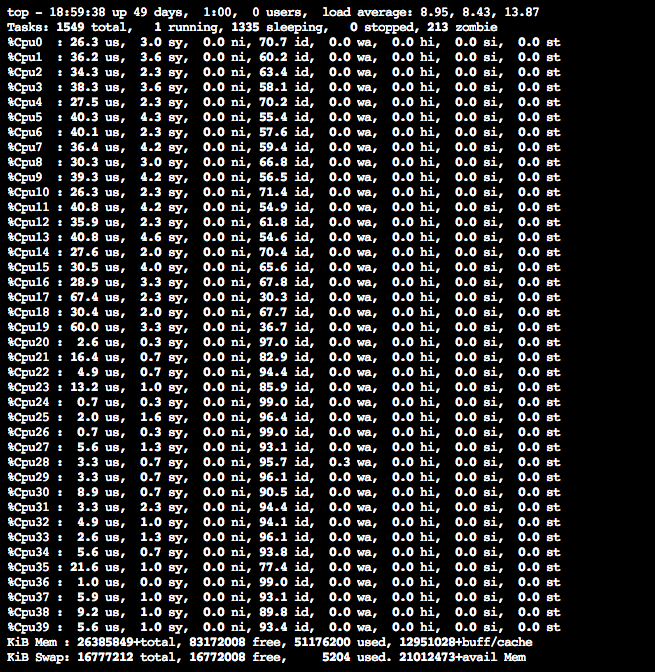 top - 18:59:38 up 49 days,  1:00,  0 users,  load average: 8.95, 8.43, 13.87
Tasks: 1549 total,   1 running, 1335 sleeping,   0 stopped, 213 zombie
%Cpu0  : 26.3 us,  3.0 sy,  0.0 ni, 70.7 id,  0.0 wa,  0.0 hi,  0.0 si,  0.0 st
%Cpu1  : 36.2 us,  3.6 sy,  0.0 ni, 60.2 id,  0.0 wa,  0.0 hi,  0.0 si,  0.0 st
%Cpu2  : 34.3 us,  2.3 sy,  0.0 ni, 63.4 id,  0.0 wa,  0.0 hi,  0.0 si,  0.0 st
%Cpu3  : 38.3 us,  3.6 sy,  0.0 ni, 58.1 id,  0.0 wa,  0.0 hi,  0.0 si,  0.0 st
%Cpu4  : 27.5 us,  2.3 sy,  0.0 ni, 70.2 id,  0.0 wa,  0.0 hi,  0.0 si,  0.0 st
%Cpu5  : 40.3 us,  4.3 sy,  0.0 ni, 55.4 id,  0.0 wa,  0.0 hi,  0.0 si,  0.0 st
%Cpu6  : 40.1 us,  2.3 sy,  0.0 ni, 57.6 id,  0.0 wa,  0.0 hi,  0.0 si,  0.0 st
%Cpu7  : 36.4 us,  4.2 sy,  0.0 ni, 59.4 id,  0.0 wa,  0.0 hi,  0.0 si,  0.0 st
%Cpu8  : 30.3 us,  3.0 sy,  0.0 ni, 66.8 id,  0.0 wa,  0.0 hi,  0.0 si,  0.0 st
%Cpu9  : 39.3 us,  4.2 sy,  0.0 ni, 56.5 id,  0.0 wa,  0.0 hi,  0.0 si,  0.0 st
%Cpu10 : 26.3 us,  2.3 sy,  0.0 ni, 71.4 id,  0.0 wa,  0.0 hi,  0.0 si,  0.0 st
%Cpu11 : 40.8 us,  4.2 sy,  0.0 ni, 54.9 id,  0.0 wa,  0.0 hi,  0.0 si,  0.0 st
%Cpu12 : 35.9 us,  2.3 sy,  0.0 ni, 61.8 id,  0.0 wa,  0.0 hi,  0.0 si,  0.0 st
%Cpu13 : 40.8 us,  4.6 sy,  0.0 ni, 54.6 id,  0.0 wa,  0.0 hi,  0.0 si,  0.0 st
%Cpu14 : 27.6 us,  2.0 sy,  0.0 ni, 70.4 id,  0.0 wa,  0.0 hi,  0.0 si,  0.0 st
%Cpu15 : 30.5 us,  4.0 sy,  0.0 ni, 65.6 id,  0.0 wa,  0.0 hi,  0.0 si,  0.0 st
%Cpu16 : 28.9 us,  3.3 sy,  0.0 ni, 67.8 id,  0.0 wa,  0.0 hi,  0.0 si,  0.0 st
%Cpu17 : 67.4 us,  2.3 sy,  0.0 ni, 30.3 id,  0.0 wa,  0.0 hi,  0.0 si,  0.0 st
%Cpu18 : 30.4 us,  2.0 sy,  0.0 ni, 67.7 id,  0.0 wa,  0.0 hi,  0.0 si,  0.0 st
%Cpu19 : 60.0 us,  3.3 sy,  0.0 ni, 36.7 id,  0.0 wa,  0.0 hi,  0.0 si,  0.0 st
%Cpu20 :  2.6 us,  0.3 sy,  0.0 ni, 97.0 id,  0.0 wa,  0.0 hi,  0.0 si,  0.0 st
%Cpu21 : 16.4 us,  0.7 sy,  0.0 ni, 82.9 id,  0.0 wa,  0.0 hi,  0.0 si,  0.0 st
%Cpu22 :  4.9 us,  0.7 sy,  0.0 ni, 94.4 id,  0.0 wa,  0.0 hi,  0.0 si,  0.0 st
%Cpu23 : 13.2 us,  1.0 sy,  0.0 ni, 85.9 id,  0.0 wa,  0.0 hi,  0.0 si,  0.0 st
%Cpu24 :  0.7 us,  0.3 sy,  0.0 ni, 99.0 id,  0.0 wa,  0.0 hi,  0.0 si,  0.0 st
%Cpu25 :  2.0 us,  1.6 sy,  0.0 ni, 96.4 id,  0.0 wa,  0.0 hi,  0.0 si,  0.0 st
%Cpu26 :  0.7 us,  0.3 sy,  0.0 ni, 99.0 id,  0.0 wa,  0.0 hi,  0.0 si,  0.0 st
%Cpu27 :  5.6 us,  1.3 sy,  0.0 ni, 93.1 id,  0.0 wa,  0.0 hi,  0.0 si,  0.0 st
%Cpu28 :  3.3 us,  0.7 sy,  0.0 ni, 95.7 id,  0.3 wa,  0.0 hi,  0.0 si,  0.0 st
%Cpu29 :  3.3 us,  0.7 sy,  0.0 ni, 96.1 id,  0.0 wa,  0.0 hi,  0.0 si,  0.0 st
%Cpu30 :  8.9 us,  0.7 sy,  0.0 ni, 90.5 id,  0.0 wa,  0.0 hi,  0.0 si,  0.0 st
%Cpu31 :  3.3 us,  2.3 sy,  0.0 ni, 94.4 id,  0.0 wa,  0.0 hi,  0.0 si,  0.0 st
%Cpu32 :  4.9 us,  1.0 sy,  0.0 ni, 94.1 id,  0.0 wa,  0.0 hi,  0.0 si,  0.0 st
%Cpu33 :  2.6 us,  1.3 sy,  0.0 ni, 96.1 id,  0.0 wa,  0.0 hi,  0.0 si,  0.0 st
%Cpu34 :  5.6 us,  0.7 sy,  0.0 ni, 93.8 id,  0.0 wa,  0.0 hi,  0.0 si,  0.0 st
%Cpu35 : 21.6 us,  1.0 sy,  0.0 ni, 77.4 id,  0.0 wa,  0.0 hi,  0.0 si,  0.0 st
%Cpu36 :  1.0 us,  0.0 sy,  0.0 ni, 99.0 id,  0.0 wa,  0.0 hi,  0.0 si,  0.0 st
%Cpu37 :  5.9 us,  1.0 sy,  0.0 ni, 93.1 id,  0.0 wa,  0.0 hi,  0.0 si,  0.0 st
%Cpu38 :  9.2 us,  1.0 sy,  0.0 ni, 89.8 id,  0.0 wa,  0.0 hi,  0.0 si,  0.0 st
%Cpu39 :  5.6 us,  1.0 sy,  0.0 ni, 93.4 id,  0.0 wa,  0.0 hi,  0.0 si,  0.0 st
KiB Mem : 26385849+total, 83172008 free, 51176200 used, 12951028+buff/cache
KiB Swap: 16777212 total, 16772008 free,     5204 used. 21012473+avail Mem